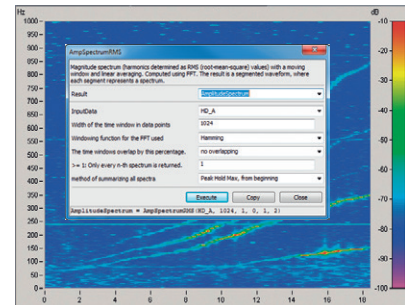 Hz
dB
1000
950
900
850
800
750
700
650
600
550
500
450
400
350
300
250
200
150
100
50
0
0 2 4 6 8 10 12 14 16 18
-10
-20
-30
-40
-50
-60
-70
-80
-90
-100
AmpSpectrumRMS
Magnitude spectrum (harmonics determined as RMS (root-mean-square) values) with a moving
window and linear averaging. Computed using FFT. The result is a segmented waveform, where
each segment represents a spectrum.
Result
AmplitudeSpectrum
InputData
HD_A
Width of the time window in data points
1024
Windowing function for the FFT used
Hamming
The time windows overlap by this percentage.
no overlapping
>= 1: Only every n-th spectrum is returned.
1
method of summarizing all spectra
Peak Hold Max, from beginning
Execute Copy Close
AmplitudeSpectrum = AmpSpectrumRMS(HD_A, 1024, 1, 0, 1, 2)